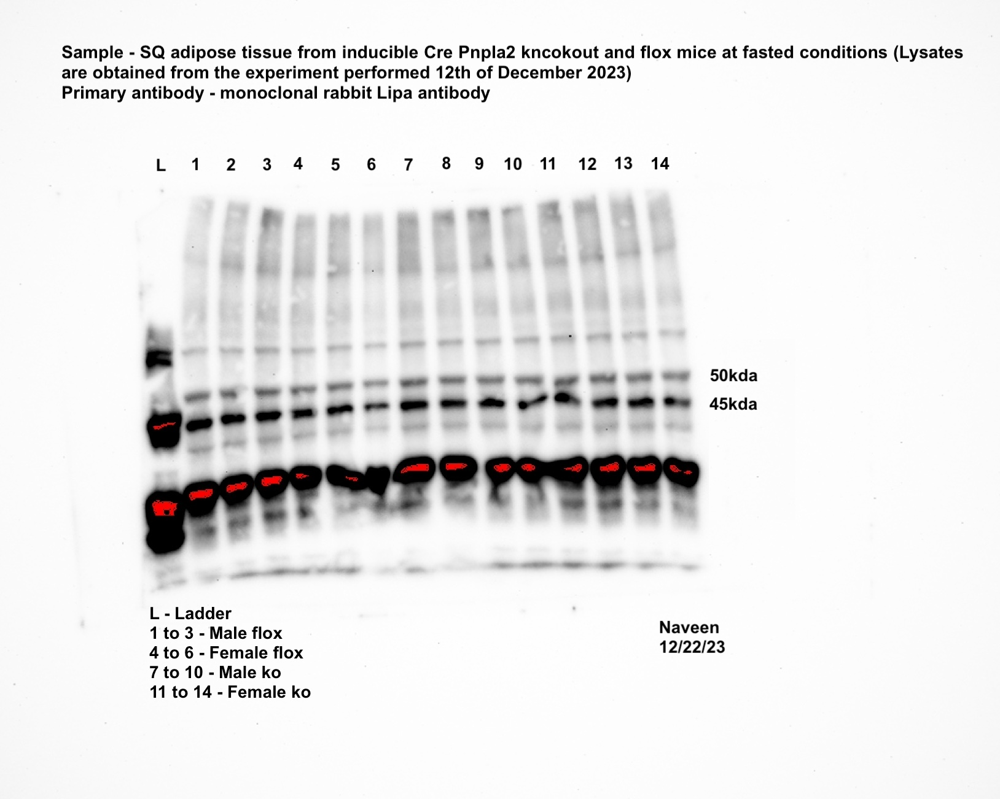 Sample - SQ adipose tissue from inducible Cre Pnpla2 kncokout and flox mice at fasted conditions (Lysates
are obtained from the experiment performed 12th of December 2023)
Primary antibody - monoclonal rabbit Lipa antibody
L 1 2 3 4 5 6 7 8 9 10 11 12 13 14
50kda
45kda
L - Ladder
1 to 3 - Male flox
4 to 6 - Female flox
7 to 10 - Male ko
11 to 14 - Female ko
Naveen
12/22/23